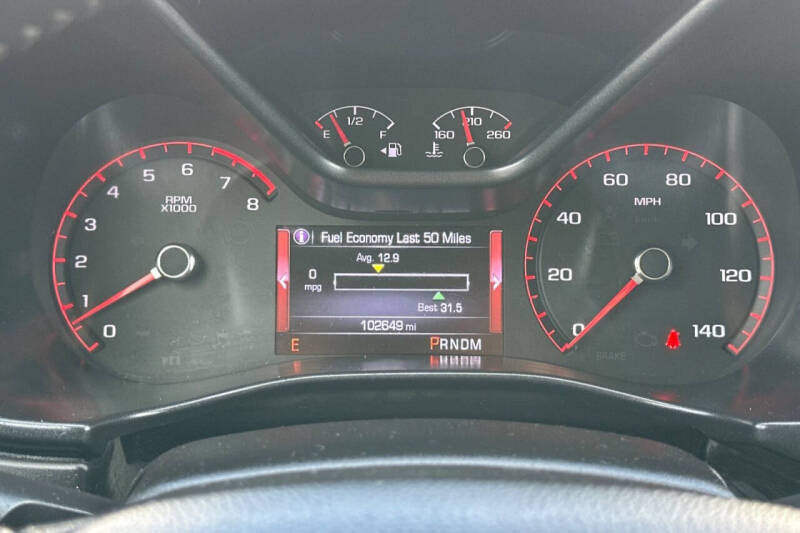 E 1/2 F
160 210 260
0 1 2 3 4 5 6 7 8
RPM
X1000
Fuel Economy Last 50 Miles
Avg. 12.9
0
mpg
Best 31.5
102649 mi
E PRNDM
0 20 40 60 80 100 120 140
MPH
BRAKE